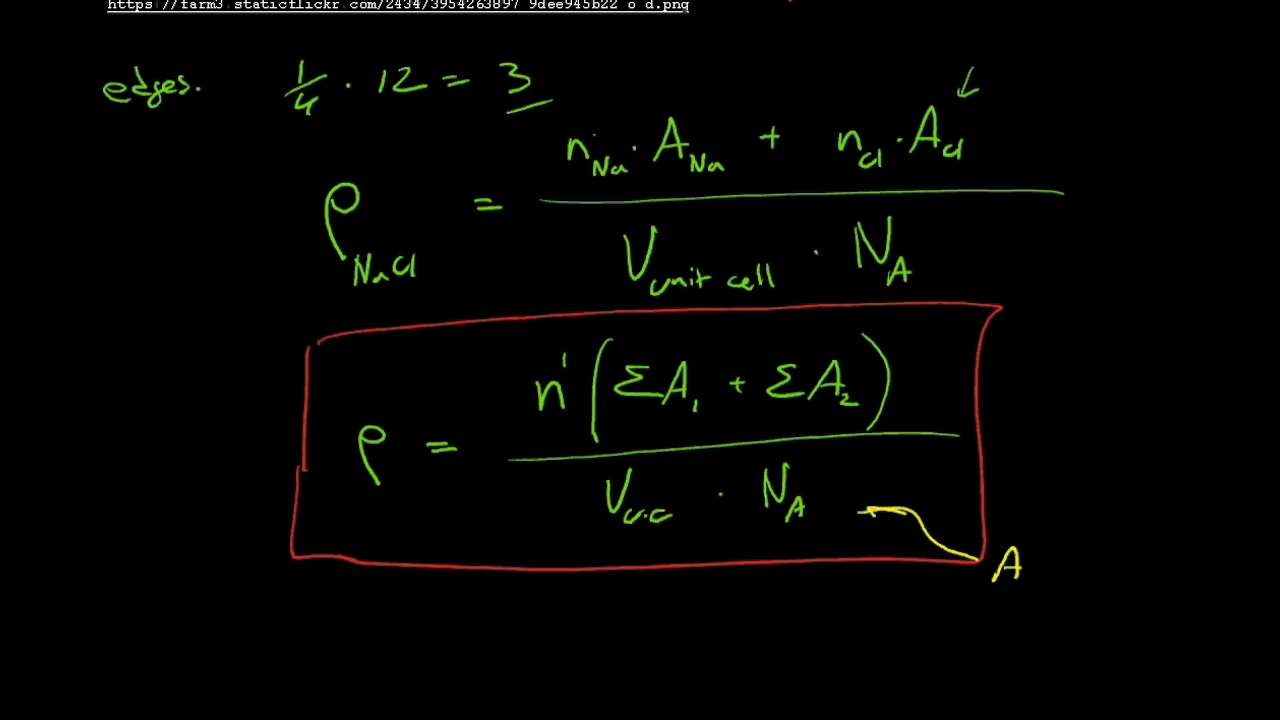 https://farm3.staticflickr.com/2434/3954263897_9dee945b22_o_d.png
edges. 1/4 · 12 = 3
ρ_NaCl = (n_Na · A_Na + n_Cl · A_Cl) / (V_unit cell · N_A)
ρ = n'(ΣA_1 + ΣA_2) / (V_u.c · N_A)
A